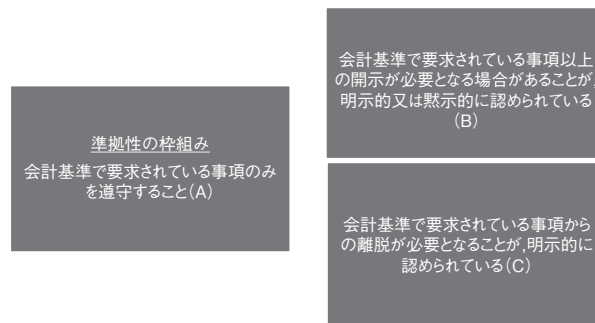 準拠性の枠組み
会計基準で要求されている事項のみ
を遵守すること(A)
会計基準で要求されている事項以上
の開示が必要となる場合があることが,
明示的又は黙示的に認められている
(B)
会計基準で要求されている事項から
の離脱が必要となることが,明示的に
認められている(C)